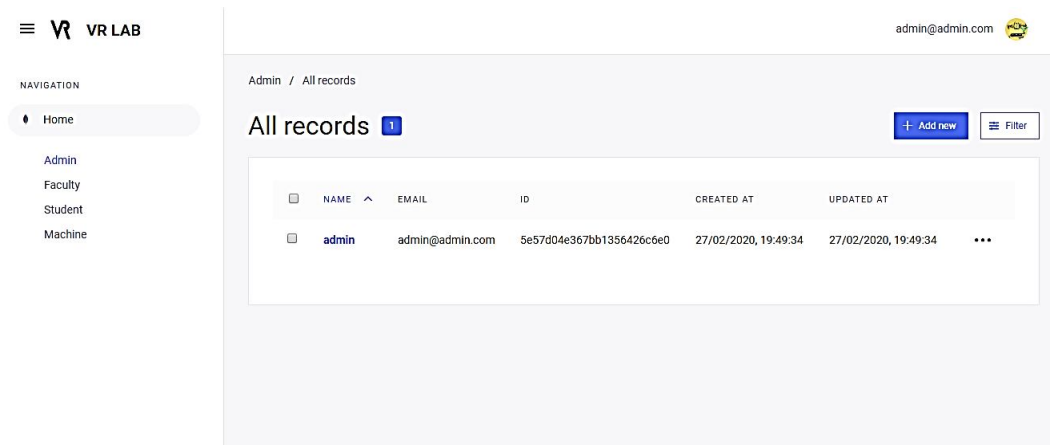 VR VR LAB
admin@admin.com
NAVIGATION
Home
Admin
Faculty
Student
Machine
Admin / All records
All records 1
+ Add new
Filter
NAME EMAIL ID CREATED AT UPDATED AT
admin admin@admin.com 5e57d04e367bb1356426c6e0 27/02/2020, 19:49:34 27/02/2020, 19:49:34